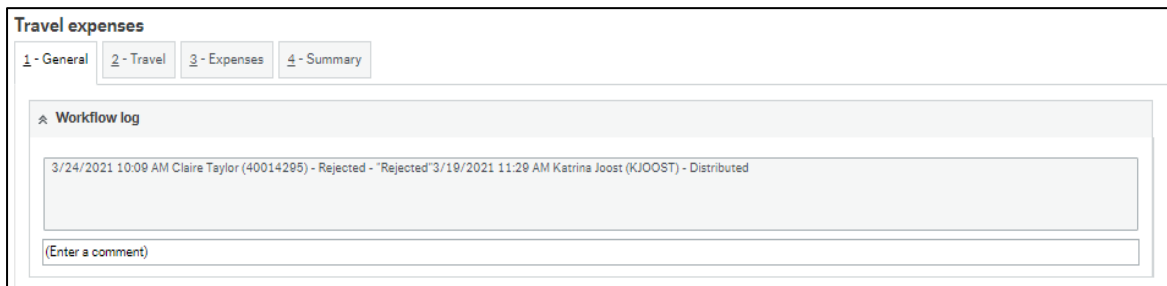 Travel expenses
1 - General
2 - Travel
3 - Expenses
4 - Summary
Workflow log
3/24/2021 10:09 AM Claire Taylor (40014295) - Rejected - "Rejected"3/19/2021 11:29 AM Katrina Joost (KJOOST) - Distributed
(Enter a comment)